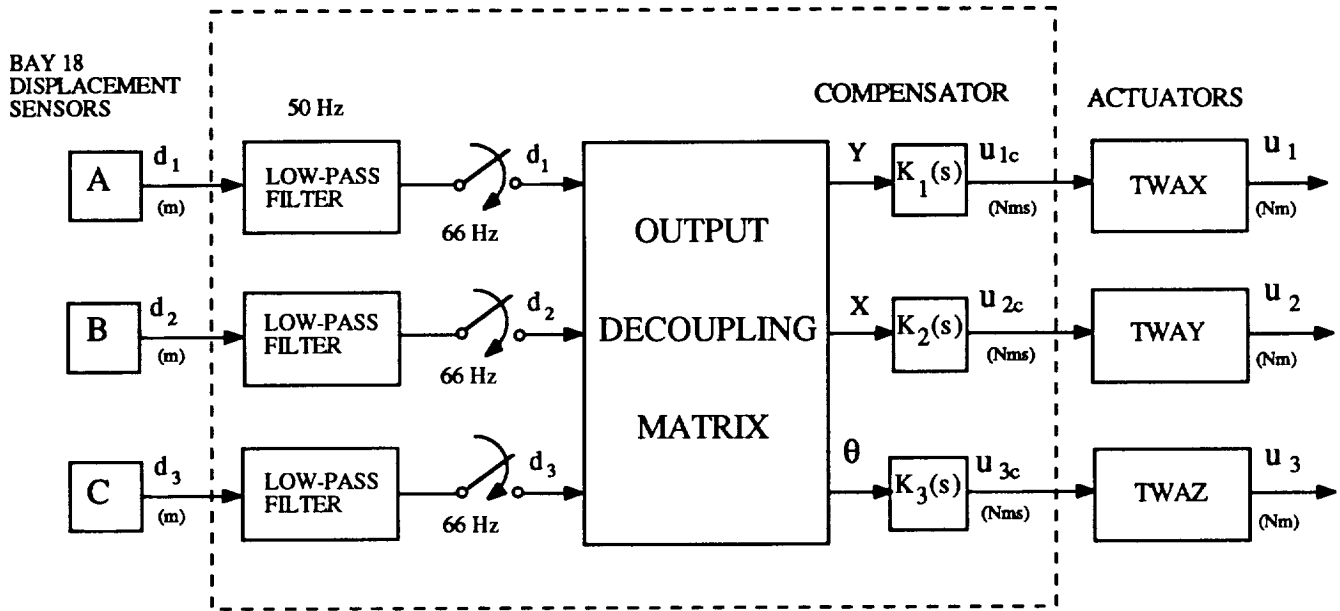 BAY 18
DISPLACEMENT
SENSORS
50 Hz
COMPENSATOR
ACTUATORS
A
d1
(m)
LOW-PASS
FILTER
66 Hz
d1
Y
K1(s)
u1c
(Nms)
TWAX
u1
(Nm)
B
d2
(m)
LOW-PASS
FILTER
66 Hz
d2
OUTPUT
DECOUPLING
MATRIX
X
K2(s)
u2c
(Nms)
TWAY
u2
(Nm)
C
d3
(m)
LOW-PASS
FILTER
66 Hz
d3
θ
K3(s)
u3c
(Nms)
TWAZ
u3
(Nm)